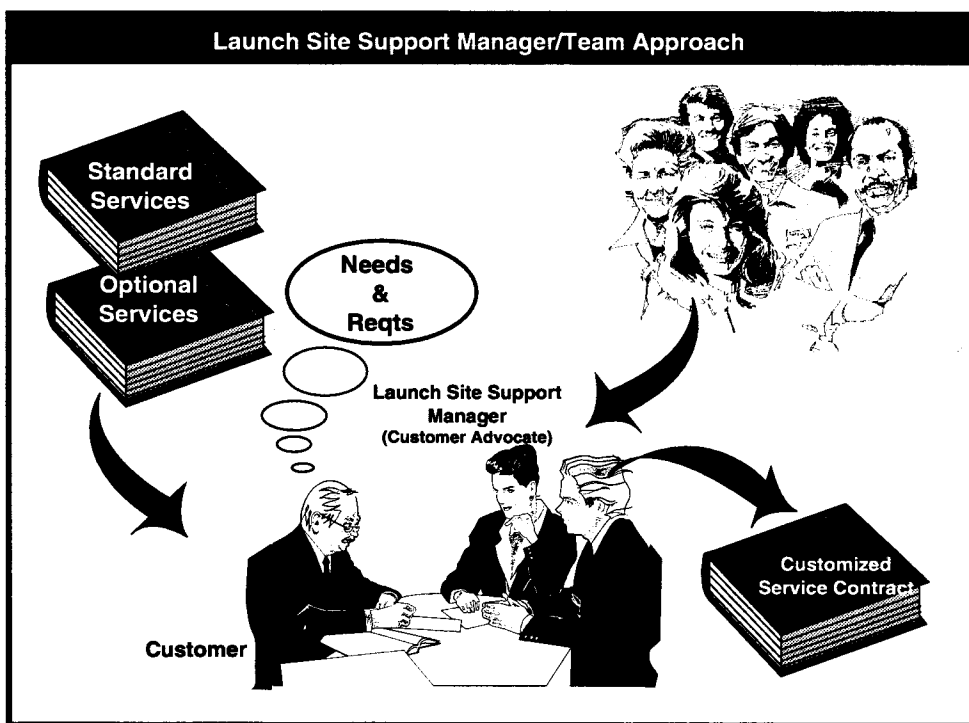 Launch Site Support Manager/Team Approach
Standard
Services
Optional
Services
Needs
&
Reqts
Launch Site Support
Manager
(Customer Advocate)
Customized
Service Contract
Customer